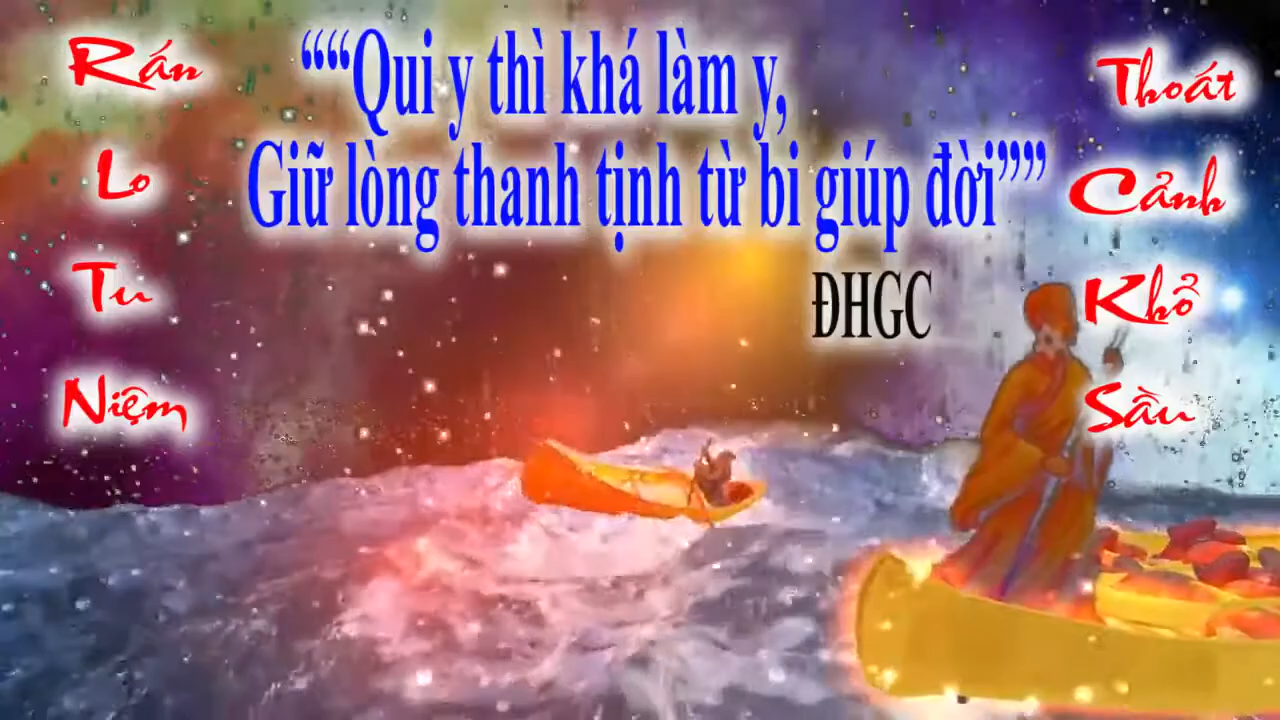 Rán
Lo
Tu
Niệm
““Qui y thì khá làm y,
Giữ lòng thanh tịnh từ bi giúp đời””
ĐHGC
Thoát
Cảnh
Khổ
Sầu